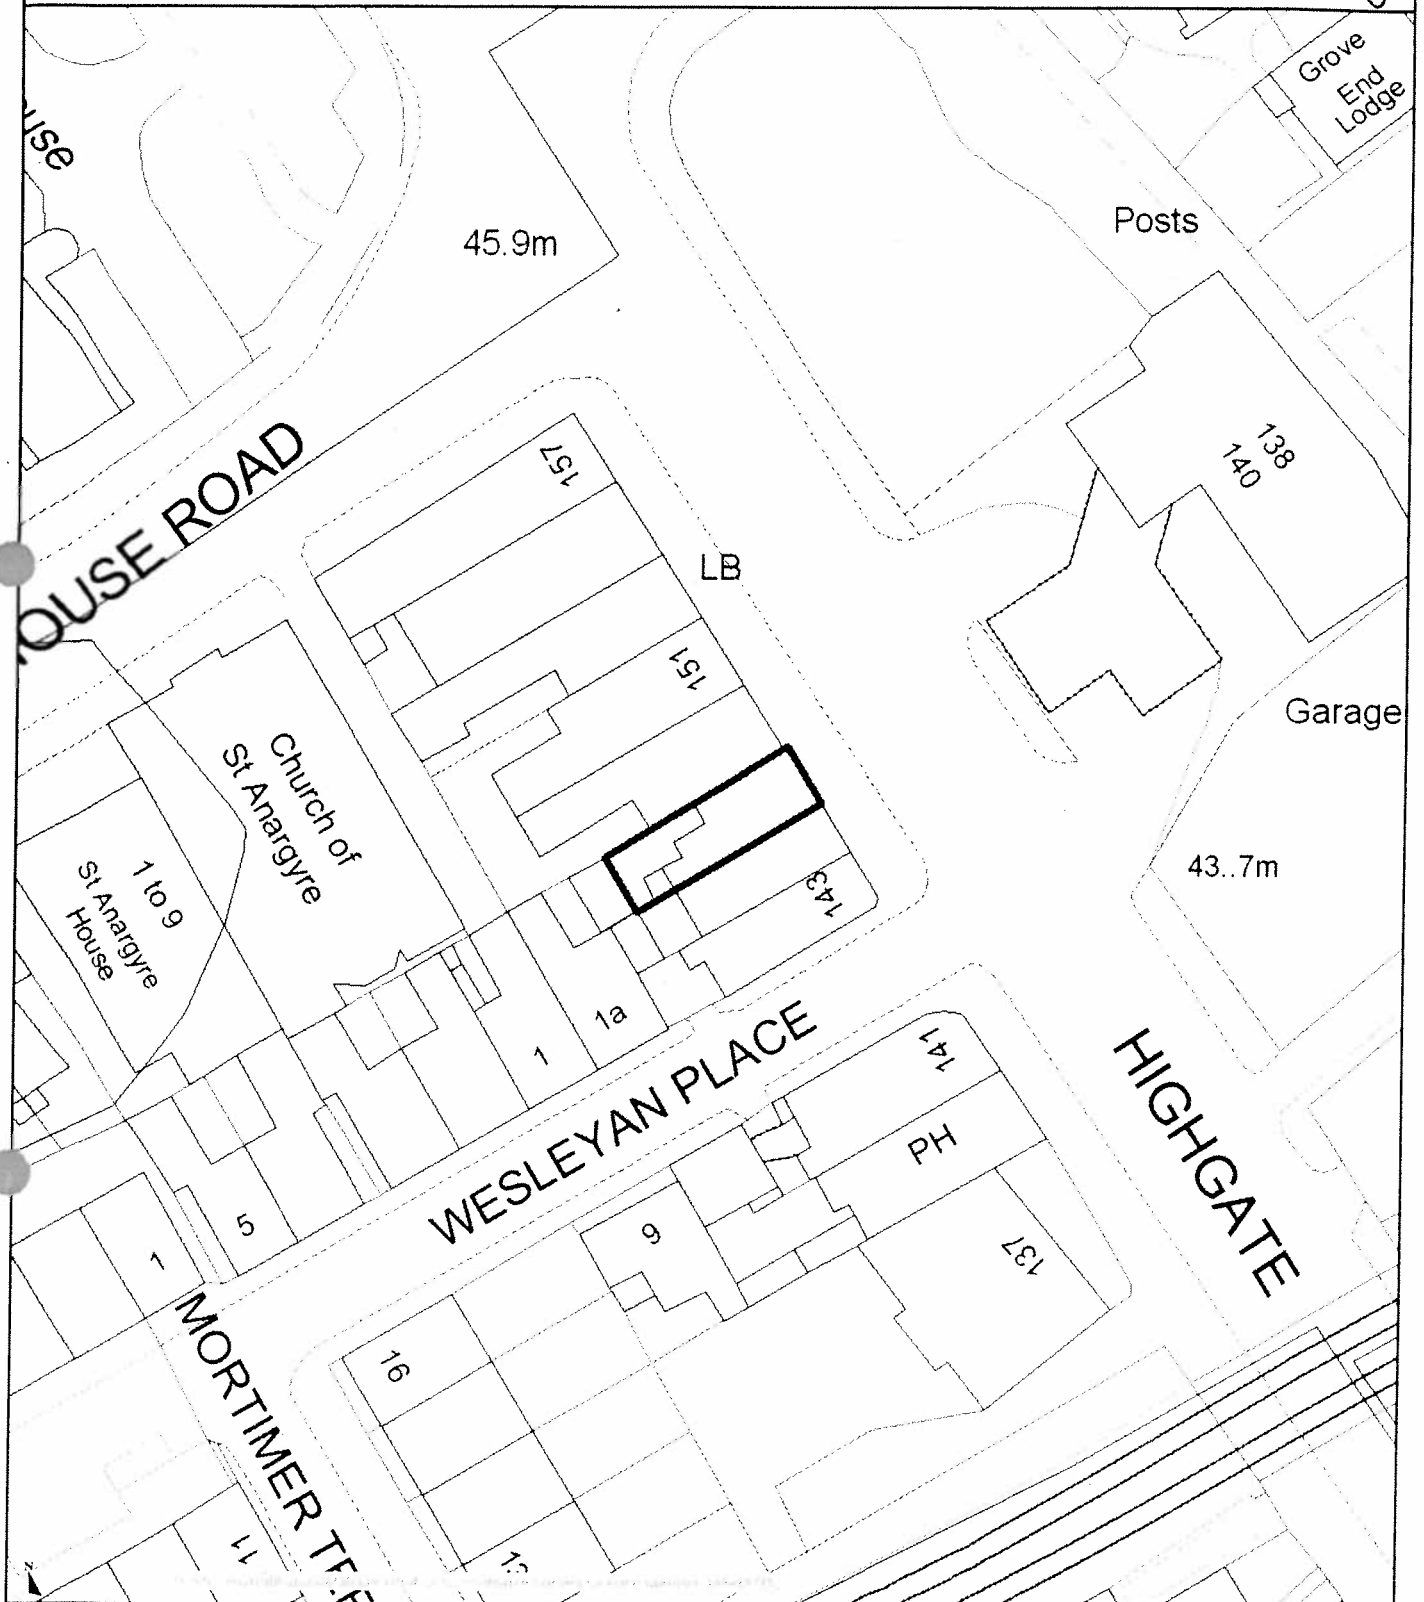 Grove
End
Lodge
use
Posts
45.9m
138
140
157
HOUSE ROAD
LB
151
Garage
Church of
St Anargyre
43..7m
1 to 9
St Anargyre
House
143
1a
1
141
WESLEYAN PLACE
HIGHGATE
PH
5
9
137
1
MORTIMER TER
16
11